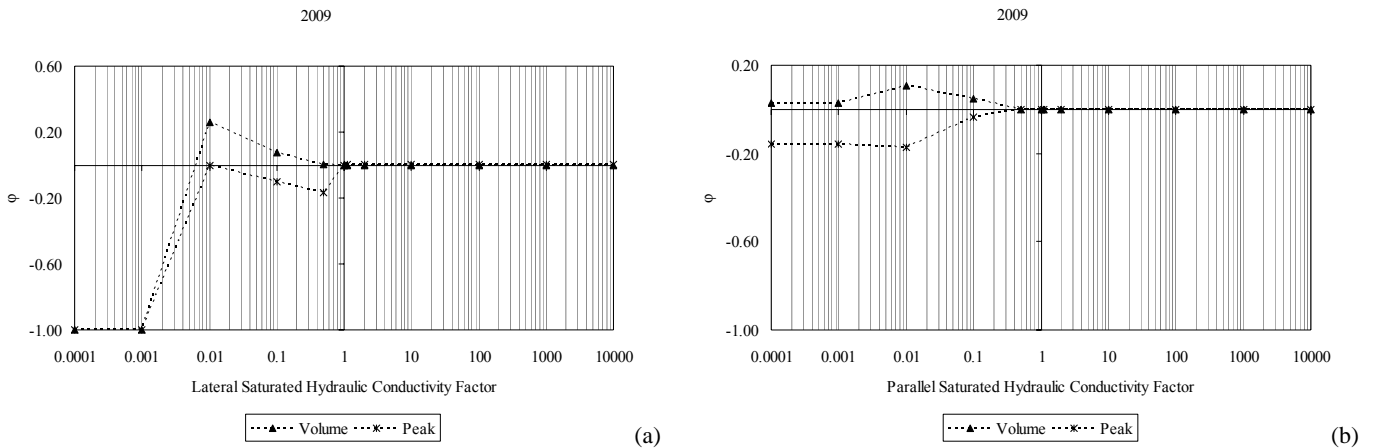 2009
0.60
0.20
-0.20
-0.60
-1.00
φ
0.0001 0.001 0.01 0.1 1 10 100 1000 10000
Lateral Saturated Hydraulic Conductivity Factor
Volume Peak
(a)
2009
0.20
-0.20
-0.60
-1.00
φ
0.0001 0.001 0.01 0.1 1 10 100 1000 10000
Parallel Saturated Hydraulic Conductivity Factor
Volume Peak
(b)